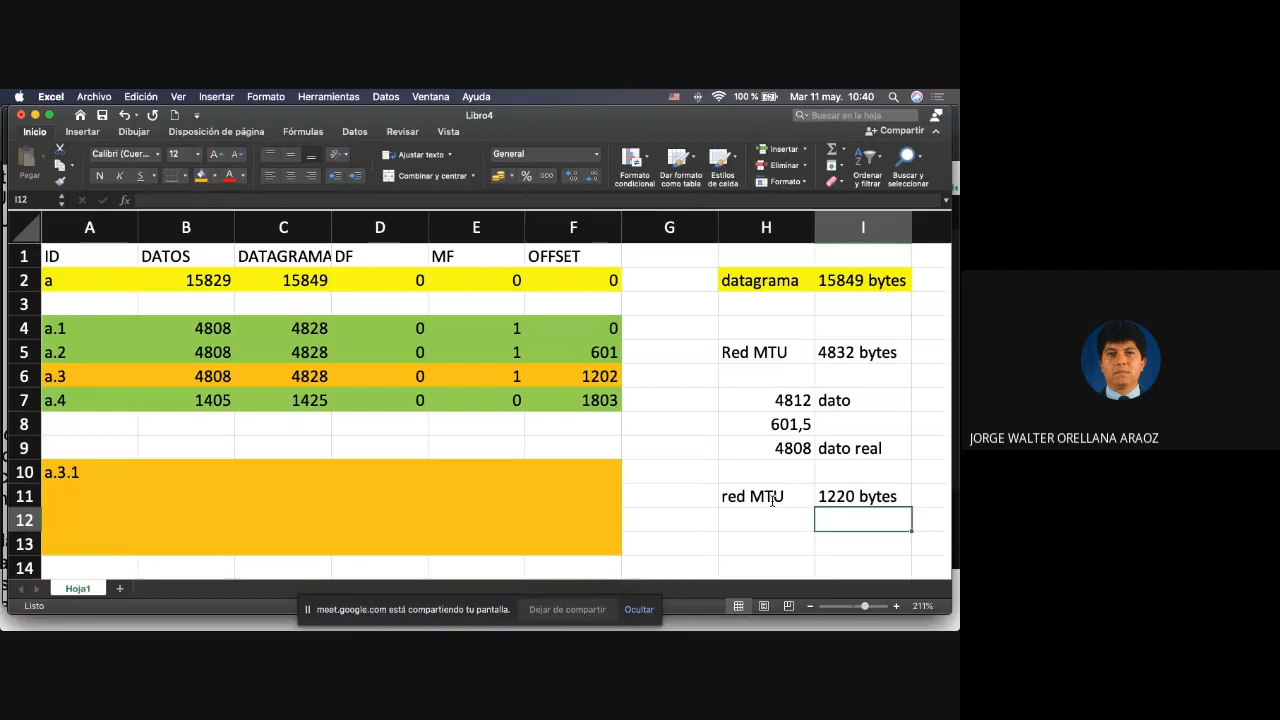 Excel Archivo Edición Ver Insertar Formato Herramientas Datos Ventana Ayuda 100 % Mar 11 may. 10:40
Libro4 Buscar en la hoja
Inicio Insertar Dibujar Disposición de página Fórmulas Datos Revisar Vista Compartir
Pegar Calibri (Cuer... 12 A A Ajustar texto General Insertar
N K S A Combinar y centrar % 000 Eliminar
Formato
Formato condicional Dar formato como tabla Estilos de celda Ordenar y filtrar Buscar y seleccionar
I12 fx
A B C D E F G H I
1 ID DATOS DATAGRAMA DF MF OFFSET
2 a 15829 15849 0 0 0 datagrama 15849 bytes
3
4 a.1 4808 4828 0 1 0
5 a.2 4808 4828 0 1 601 Red MTU 4832 bytes
6 a.3 4808 4828 0 1 1202
7 a.4 1405 1425 0 0 1803 4812 dato
8 601,5
9 4808 dato real
10 a.3.1
11 red MTU 1220 bytes
12
13
14
Hoja1 +
Listo 211%
meet.google.com está compartiendo tu pantalla. Dejar de compartir Ocultar
JORGE WALTER ORELLANA ARAOZ